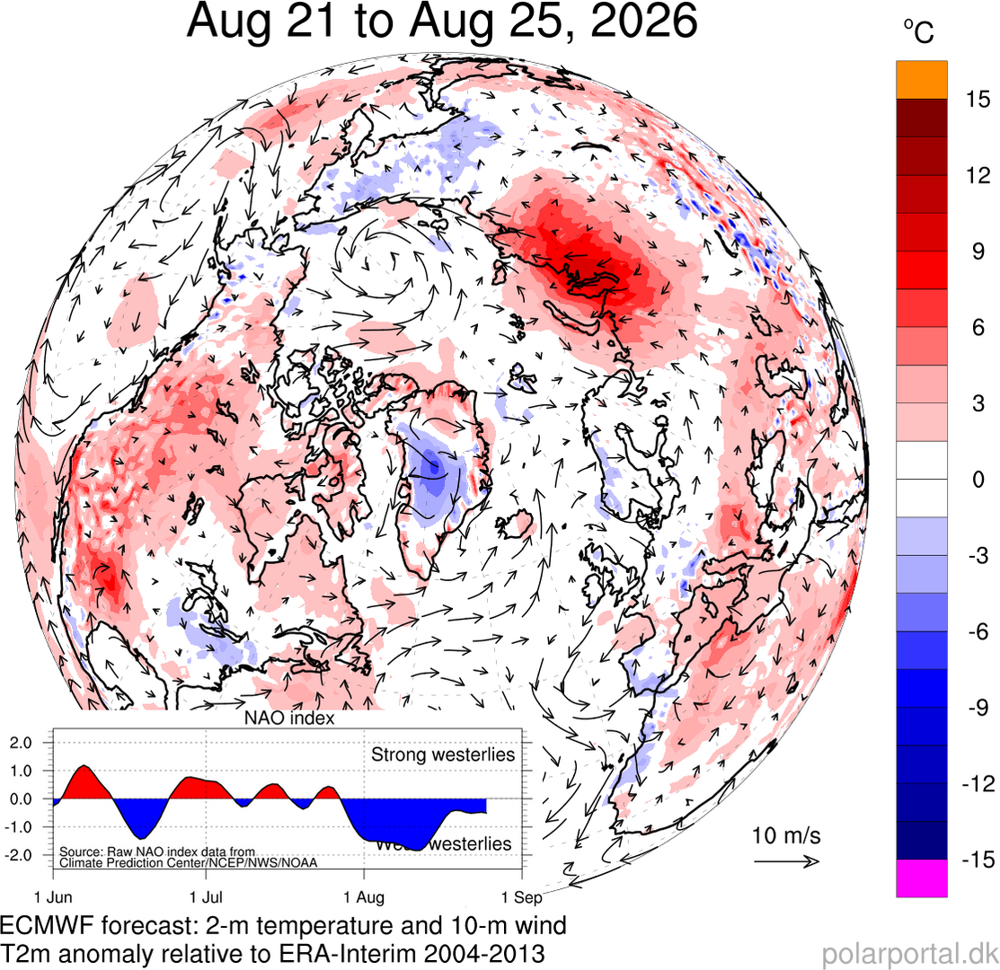 Aug 21 to Aug 25, 2026
°C
15
12
9
6
3
0
-3
-6
-9
-12
-15
NAO index
2.0
1.0
0.0
-1.0
-2.0
Strong westerlies
westerlies
Source: Raw NAO index data from
Climate Prediction Center/NCEP/NWS/NOAA
1 Jun
1 Jul
1 Aug
1 Sep
10 m/s
ECMWF forecast: 2-m temperature and 10-m wind
T2m anomaly relative to ERA-Interim 2004-2013
polarportal.dk